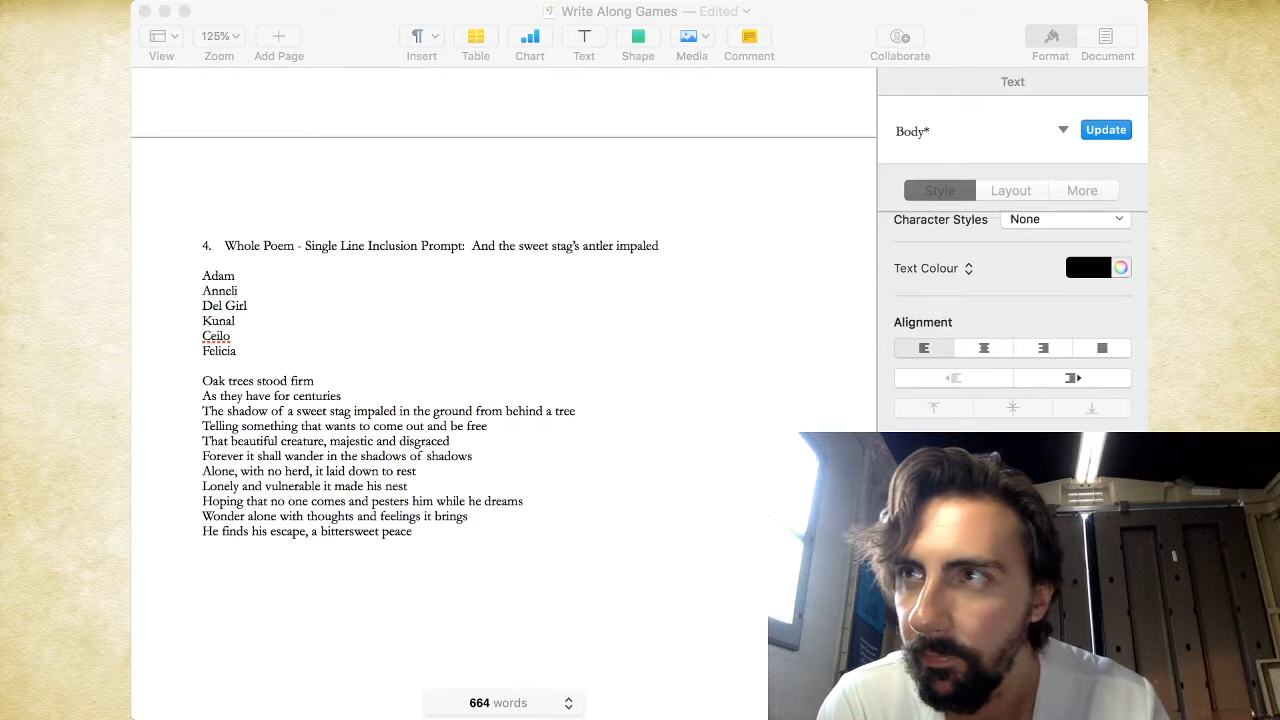 Write Along Games — Edited
125%
View
Zoom
Add Page
Insert
Table
Chart
Text
Shape
Media
Comment
Collaborate
Format
Document
Text
Body*
Update
Style
Layout
More
Character Styles
None
Text Colour
Alignment
4. Whole Poem - Single Line Inclusion Prompt: And the sweet stag’s antler impaled
Adam
Anneli
Del Girl
Kunal
Ceilo
Felicia
Oak trees stood firm
As they have for centuries
The shadow of a sweet stag impaled in the ground from behind a tree
Telling something that wants to come out and be free
That beautiful creature, majestic and disgraced
Forever it shall wander in the shadows of shadows
Alone, with no herd, it laid down to rest
Lonely and vulnerable it made his nest
Hoping that no one comes and pesters him while he dreams
Wonder alone with thoughts and feelings it brings
He finds his escape, a bittersweet peace
664 words